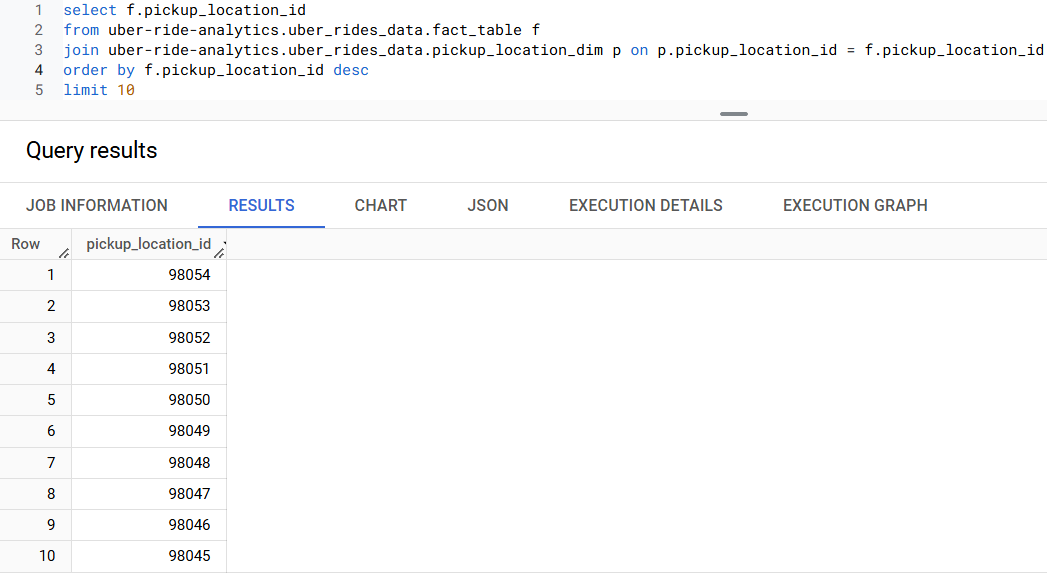 1 select f.pickup_location_id
2 from uber-ride-analytics.uber_rides_data.fact_table f
3 join uber-ride-analytics.uber_rides_data.pickup_location_dim p on p.pickup_location_id = f.pickup_location_id
4 order by f.pickup_location_id desc
5 limit 10
Query results
JOB INFORMATION RESULTS CHART JSON EXECUTION DETAILS EXECUTION GRAPH
Row pickup_location_id
1 98054
2 98053
3 98052
4 98051
5 98050
6 98049
7 98048
8 98047
9 98046
10 98045